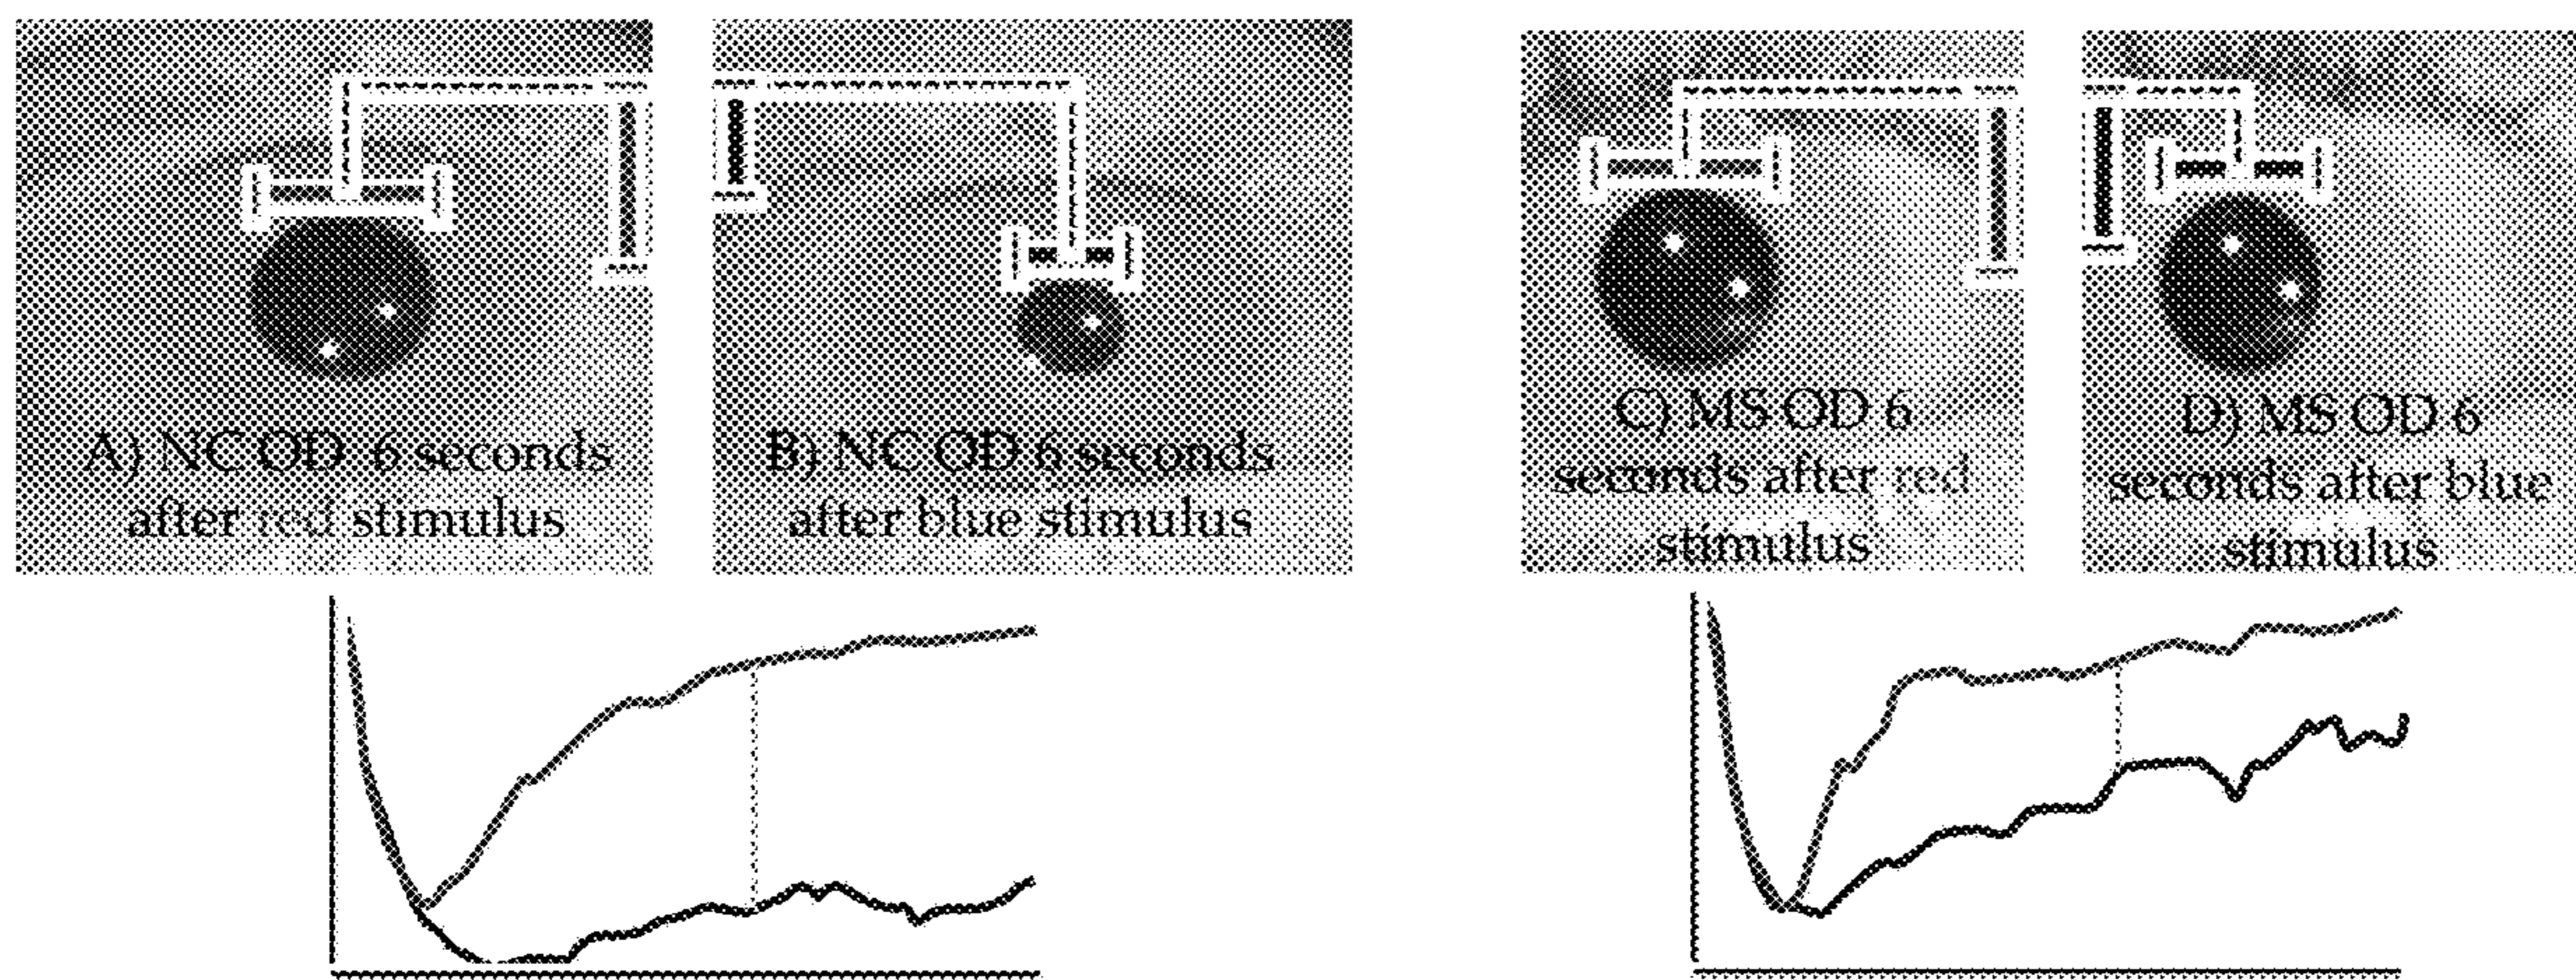 A) NC OD 6 seconds
after red stimulus
B) NC OD 6 seconds
after blue stimulus
C) MS OD 6
seconds after red
stimulus
D) MS OD 6
seconds after blue
stimulus